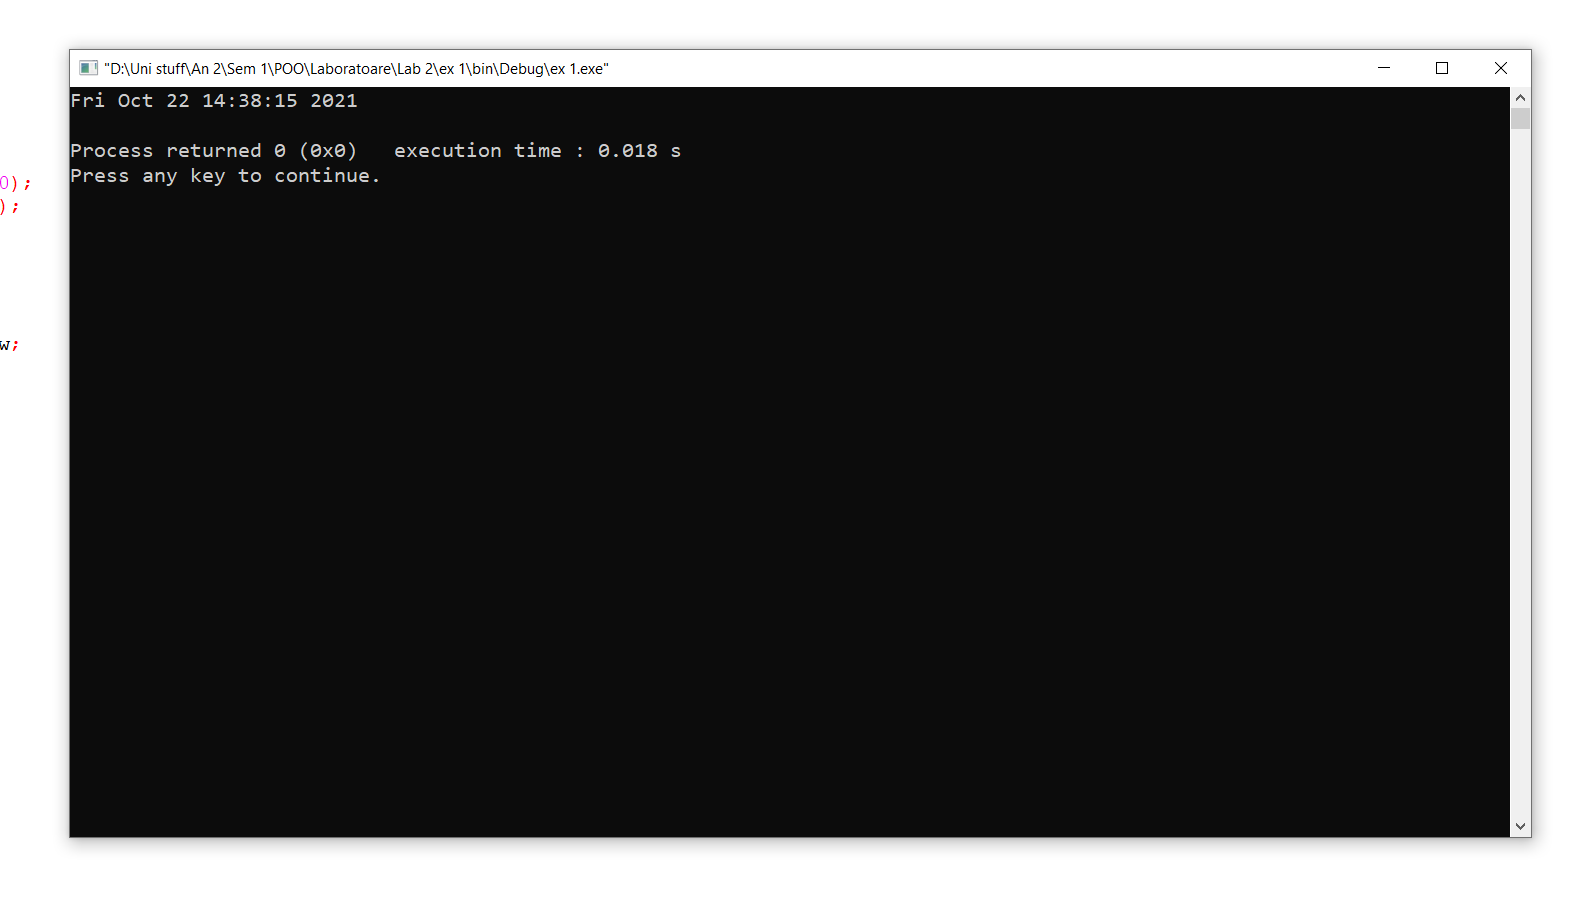 "D:\Uni stuff\An 2\Sem 1\POO\Laboratoare\Lab 2\ex 1\bin\Debug\ex 1.exe"
Fri Oct 22 14:38:15 2021
Process returned 0 (0x0)   execution time : 0.018 s
Press any key to continue.
0);
);
w;